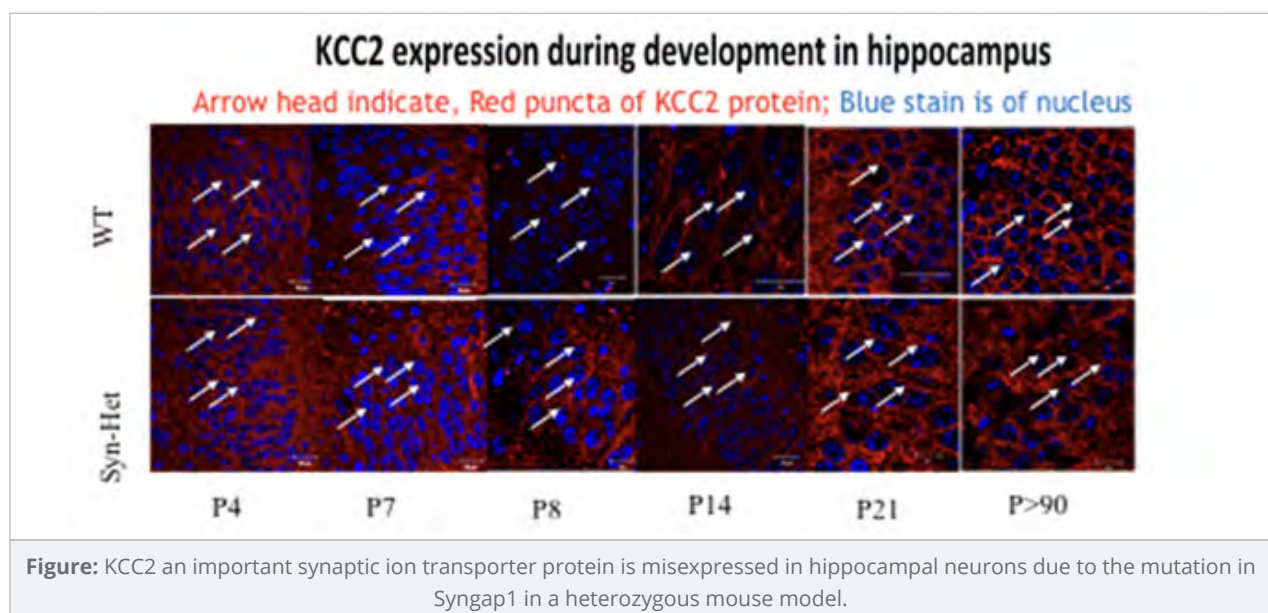 KCC2 expression during development in hippocampus
Arrow head indicate, Red puncta of KCC2 protein; Blue stain is of nucleus
WT
Syn-Het
P4 P7 P8 P14 P21 P>90
Figure: KCC2 an important synaptic ion transporter protein is misexpressed in hippocampal neurons due to the mutation in
Syngap1 in a heterozygous mouse model.